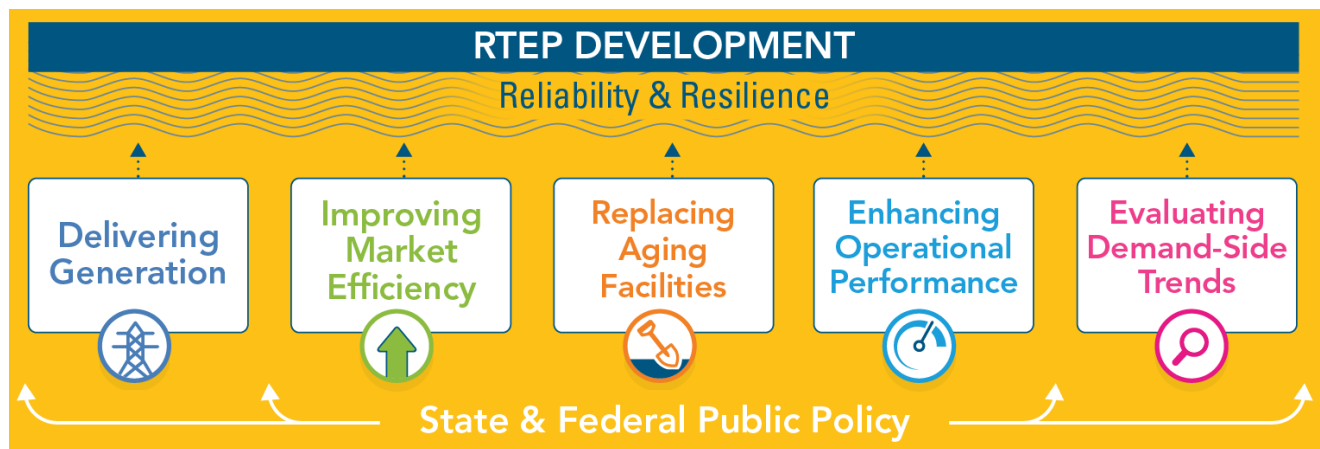 RTEP DEVELOPMENT
Reliability & Resilience
Delivering
Generation
Improving
Market
Efficiency
Replacing
Aging
Facilities
Enhancing
Operational
Performance
Evaluating
Demand-Side
Trends
State & Federal Public Policy